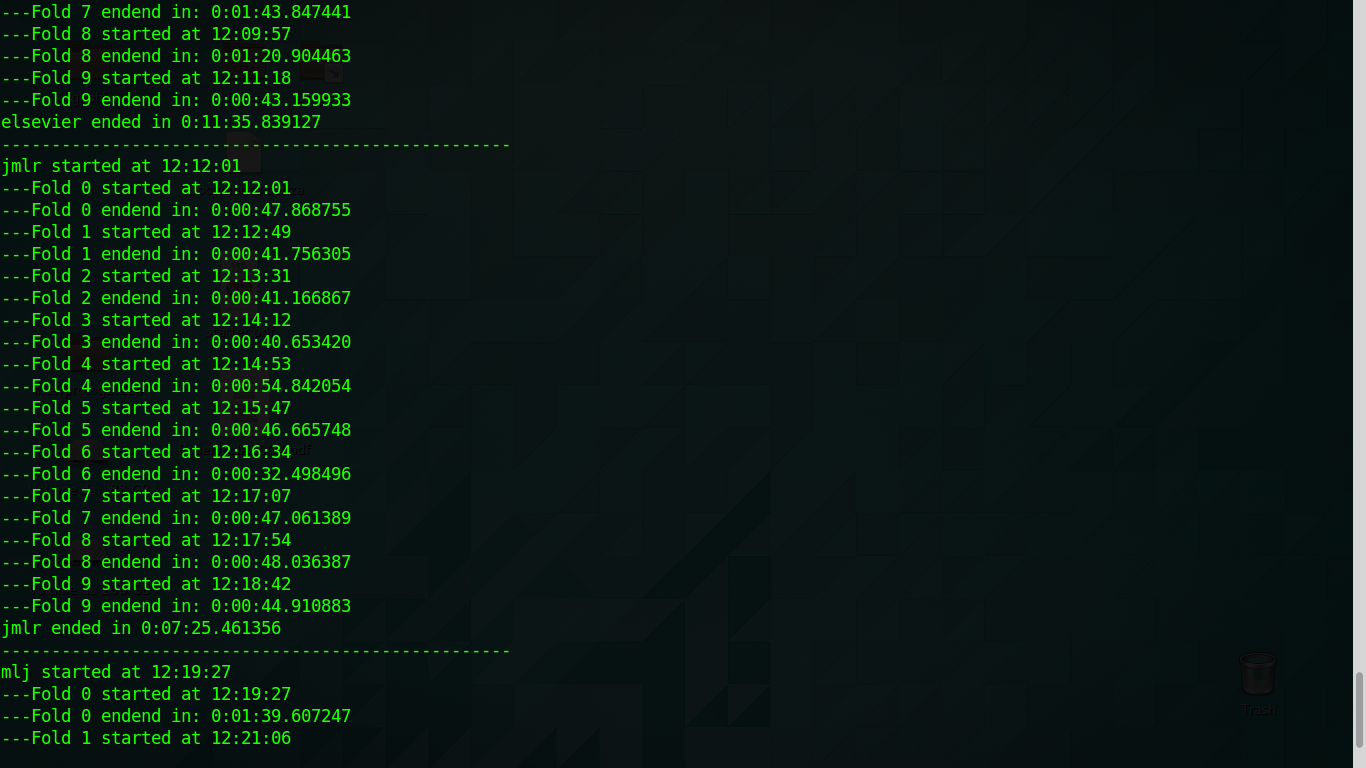 ---Fold 7 endend in: 0:01:43.847441
---Fold 8 started at 12:09:57
---Fold 8 endend in: 0:01:20.904463
---Fold 9 started at 12:11:18
---Fold 9 endend in: 0:00:43.159933
elsevier ended in 0:11:35.839127
---------------------------------------------------
jmlr started at 12:12:01
---Fold 0 started at 12:12:01
---Fold 0 endend in: 0:00:47.868755
---Fold 1 started at 12:12:49
---Fold 1 endend in: 0:00:41.756305
---Fold 2 started at 12:13:31
---Fold 2 endend in: 0:00:41.166867
---Fold 3 started at 12:14:12
---Fold 3 endend in: 0:00:40.653420
---Fold 4 started at 12:14:53
---Fold 4 endend in: 0:00:54.842054
---Fold 5 started at 12:15:47
---Fold 5 endend in: 0:00:46.665748
---Fold 6 started at 12:16:34
---Fold 6 endend in: 0:00:32.498496
---Fold 7 started at 12:17:07
---Fold 7 endend in: 0:00:47.061389
---Fold 8 started at 12:17:54
---Fold 8 endend in: 0:00:48.036387
---Fold 9 started at 12:18:42
---Fold 9 endend in: 0:00:44.910883
jmlr ended in 0:07:25.461356
---------------------------------------------------
mlj started at 12:19:27
---Fold 0 started at 12:19:27
---Fold 0 endend in: 0:01:39.607247
---Fold 1 started at 12:21:06
Trash